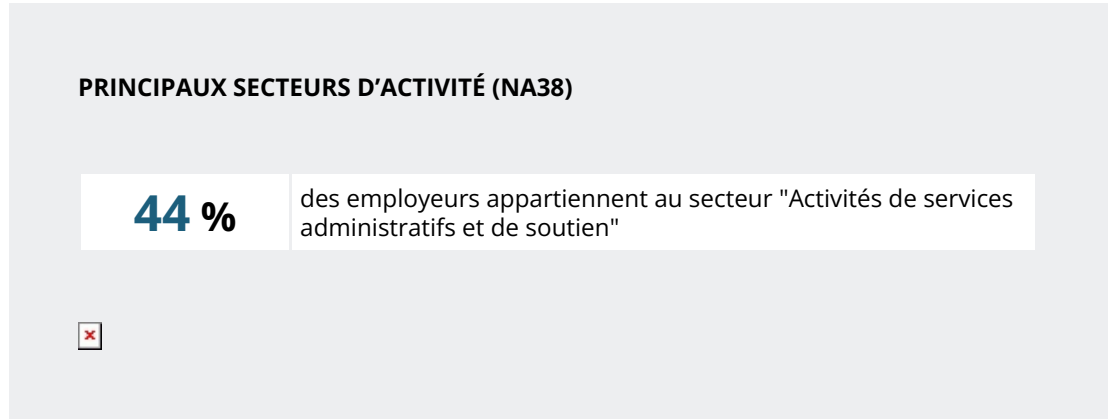 PRINCIPAUX SECTEURS D’ACTIVITÉ (NA38)
44 %
des employeurs appartiennent au secteur "Activités de services
administratifs et de soutien"